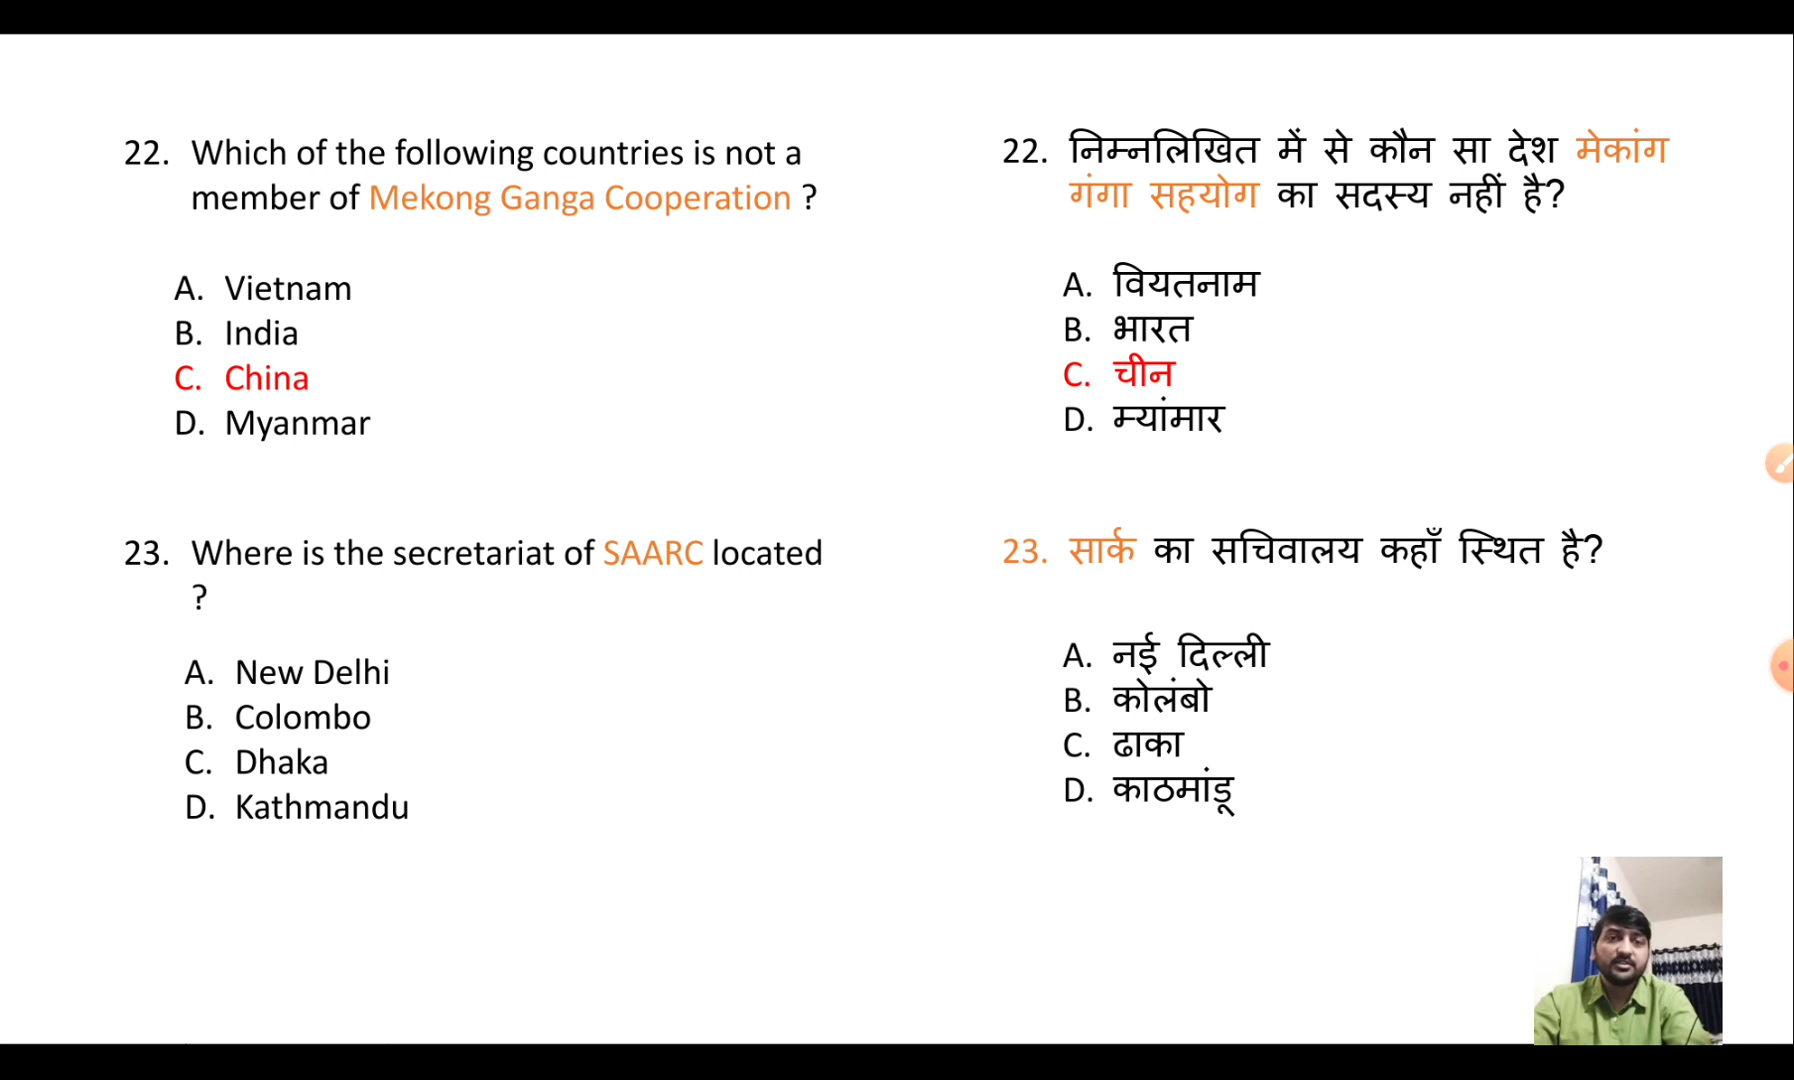 22. Which of the following countries is not a
member of Mekong Ganga Cooperation ?
A. Vietnam
B. India
C. China
D. Myanmar
23. Where is the secretariat of SAARC located
?
A. New Delhi
B. Colombo
C. Dhaka
D. Kathmandu
22. निम्नलिखित में से कौन सा देश मेकांग
गंगा सहयोग का सदस्य नहीं है?
A. वियतनाम
B. भारत
C. चीन
D. म्यांमार
23. सार्क का सचिवालय कहाँ स्थित है?
A. नई दिल्ली
B. कोलंबो
C. ढाका
D. काठमांडू